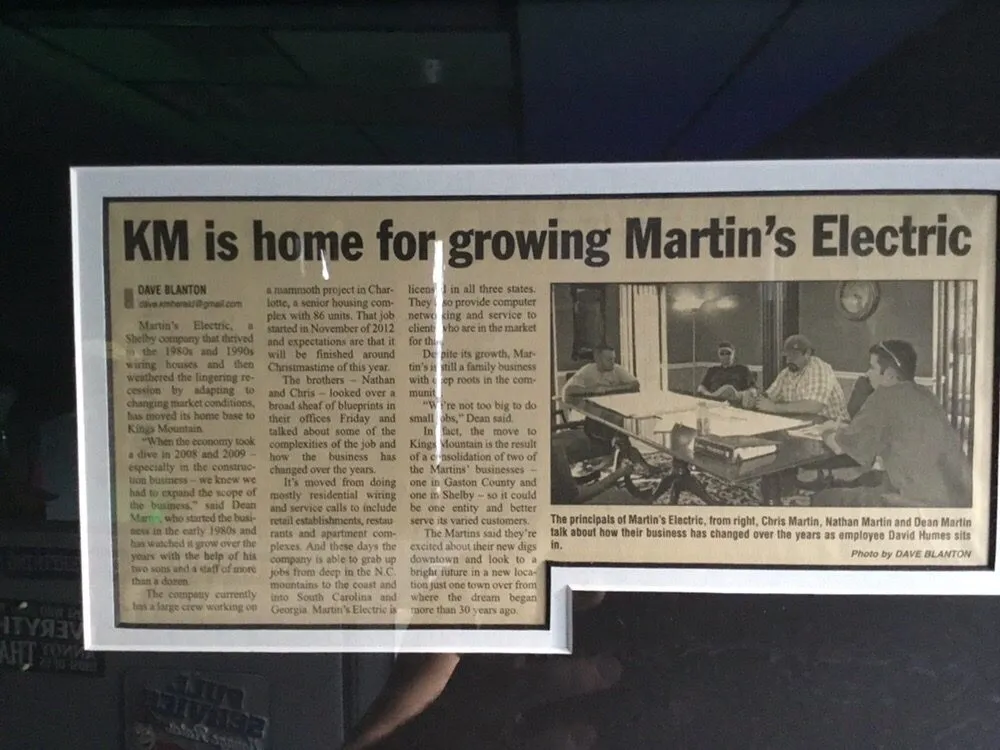 KM is home for growing Martin's Electric
DAVE BLANTON
dave.kmherald@gmail.com
Martin's Electric, a
Shelby company that thrived
in the 1980s and 1990s
wiring houses and then
weathered the lingering re-
cession by adapting to
changing market conditions,
has moved its home base to
Kings Mountain.
"When the economy took
a dive in 2008 and 2009 –
especially in the construc-
tion business – we knew we
had to expand the scope of
the business," said Dean
Martin, who started the busi-
ness in the early 1980s and
has watched it grow over the
years with the help of his
two sons and a staff of more
than a dozen.
The company currently
has a large crew working on
a mammoth project in Char-
lotte, a senior housing com-
plex with 86 units. That job
started in November of 2012
and expectations are that it
will be finished around
Christmastime of this year.
The brothers – Nathan
and Chris – looked over a
broad sheaf of blueprints in
their offices Friday and
talked about some of the
complexities of the job and
how the business has
changed over the years.
It's moved from doing
mostly residential wiring
and service calls to include
retail establishments, restau-
rants and apartment com-
plexes. And these days the
company is able to grab up
jobs from deep in the N.C.
mountains to the coast and
into South Carolina and
Georgia. Martin's Electric is
licensed in all three states.
They also provide computer
networking and service to
clients who are in the market
for this.
Despite its growth, Mar-
tin's is still a family business
with deep roots in the com-
munity.
"We're not too big to do
small jobs," Dean said.
In fact, the move to
Kings Mountain is the result
of a consolidation of two of
the Martins' businesses –
one in Gaston County and
one in Shelby – so it could
be one entity and better
serve its varied customers.
The Martins said they're
excited about their new digs
downtown and look to a
bright future in a new loca-
tion just one town over from
where the dream began
more than 30 years ago.
The principals of Martin's Electric, from right, Chris Martin, Nathan Martin and Dean Martin
talk about how their business has changed over the years as employee David Humes sits
in.
Photo by DAVE BLANTON
FULL
SERVICE